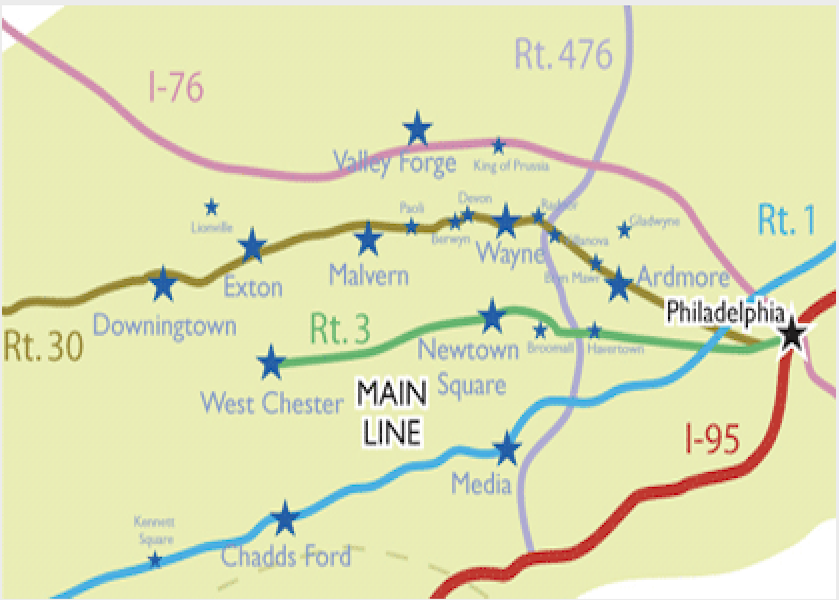 Rt. 476
I-76
Valley Forge
King of Prussia
Devon
Paoli
Radnor
Lionville
Gladwyne
Rt. 1
Berwyn
Wayne
Villanova
Exton
Malvern
Bryn Mawr
Ardmore
Downingtown
Philadelphia
Rt. 30
Rt. 3
Newtown
Square
Broomall
Havertown
West Chester
MAIN
LINE
I-95
Media
Kennett
Square
Chadds Ford